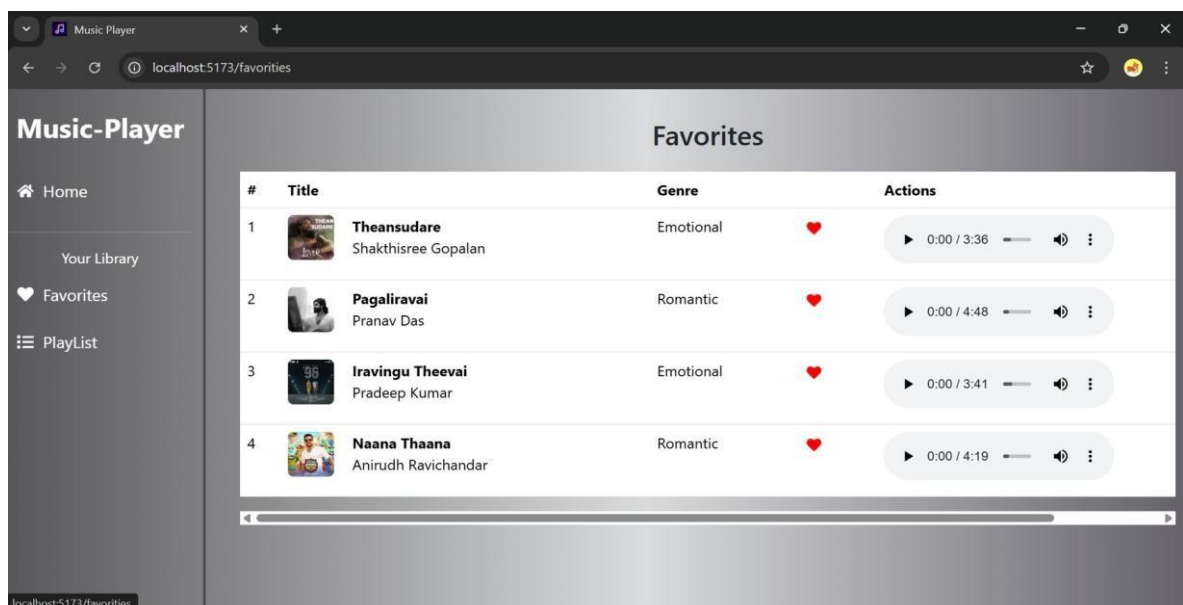 Music Player
localhost:5173/favorities
Music-Player
Home
Your Library
Favorites
PlayList
Favorites
# Title Genre Actions
1 Theansudare Emotional 0:00 / 3:36
Shakthisree Gopalan
2 Pagaliravai Romantic 0:00 / 4:48
Pranav Das
3 Iravingu Theevai Emotional 0:00 / 3:41
Pradeep Kumar
96
4 Naana Thaana Romantic 0:00 / 4:19
Anirudh Ravichandar
localhost:5173/favorities